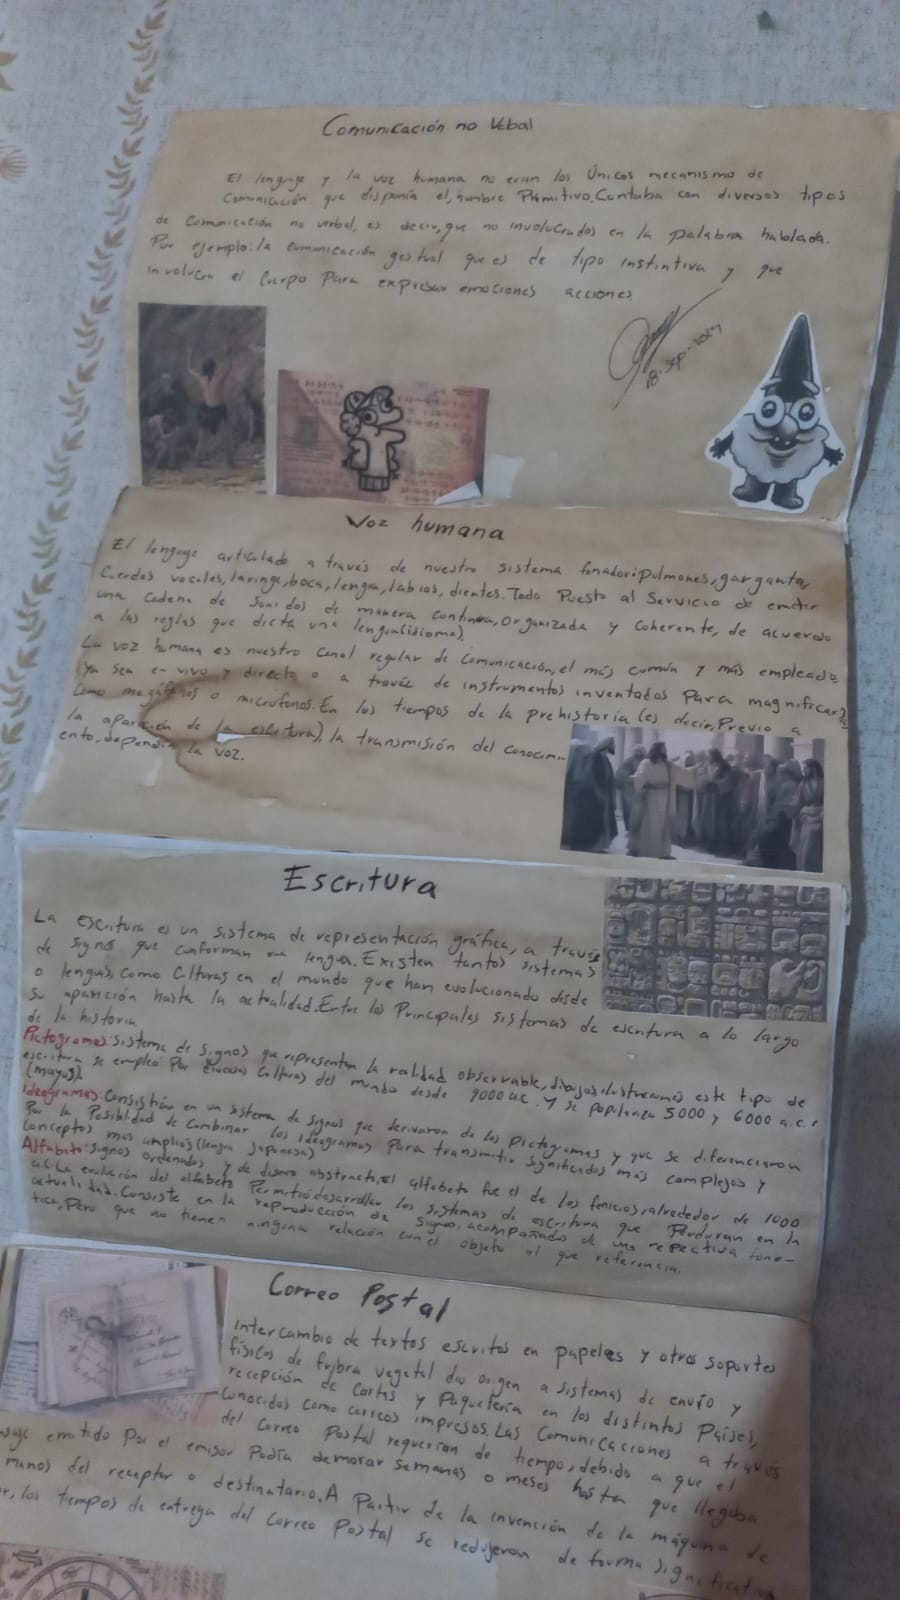 Comunicación no Vebal
El lenguaje y la voz humana no eran los Únicos mecanismo de
Comunicación que disponía el, hombre Primitivo. Contaba con diversos tipos
de Comunicación no verbal, es decir, que no involucrados en la palabra hablada.
Por ejemplo: la comunicación gestual que es de tipo instintiva y que
involucra el Cuerpo Para expresar emociones acciones
18-Sep-2024
Voz humana
El lenguaje articulado a través de nuestro sistema fonador: Pulmones, garganta,
Cuerdas vocales, laringe, boca, lengua, labios, dientes. Todo Puesto al Servicio de emitir
una cadena de Sonidos de manera continua, Organizada y Coherente, de acuerdo
a las reglas que dicta una lengua (idioma).
La voz humana es nuestro Canal regular de Comunicación, el más común y más empleado,
Ya sea en vivo y directo o a través de instrumentos inventados Para magnificarla
Como megáfonos o micrófonos. En los tiempos de la prehistoria (es decir, Previo a
la aparición de la escritura), la transmisión del conocimi
ento, dependía la voz.
Escritura
La escritura es un sistema de representación gráfica, a través
de signos que conforman una lengua. Existen tantos sistemas
o lenguas, como Culturas en el mundo que han evolucionado desde
Su aparición hasta la actualidad. Entre los Principales sistemas de escritura a lo largo
de la historia
Pictogramas: Sistema de Signos que representan la realidad observable, dibujos, ilustraciones este tipo de
escritura se empleó Por diversas Culturas del mundo desde 9000 a.c. Y se Popularizo 5000 y 6000 a.c.
(mayas).
Ideogramas: Consistían en un sistema de signos que derivaron de los Pictogramas y que se diferenciaron
Por la Posibilidad de Combinar los Ideogramas Para transmitir significados más complejos y
Conceptos más amplios (lengua japonesa)
Alfabeto: signos ordenados y de diseño abstracto. El alfabeto fue el de los fenicios, alrededor de 1000
a.c. La evolución del alfabeto Permitió desarrollar los sistemas de escritura que Perduran en la
actualidad. Consiste en la reproducción de signos, acompañados de una repectiva foné-
tica, Pero que no tienen ninguna relación con el objeto al que referencia.
Correo Postal
intercambio de textos escritos en papeles y otros soportes
físicos de fybra vegetal dio origen a sistemas de envío y
recepción de Cartas y Paquetería en los distintos Países,
Conocidos como correos impresos. Las Comunicaciones a través
del Correo Postal requerían de tiempo, debido a que el
saje emitido Por el emisor Podía demorar semanas o meses hasta que llegaba
manos del receptor o destinatario. A Partir de la invención de la máquina de
r, los tiempos de entrega del Correo Postal se redujeron de forma significativa